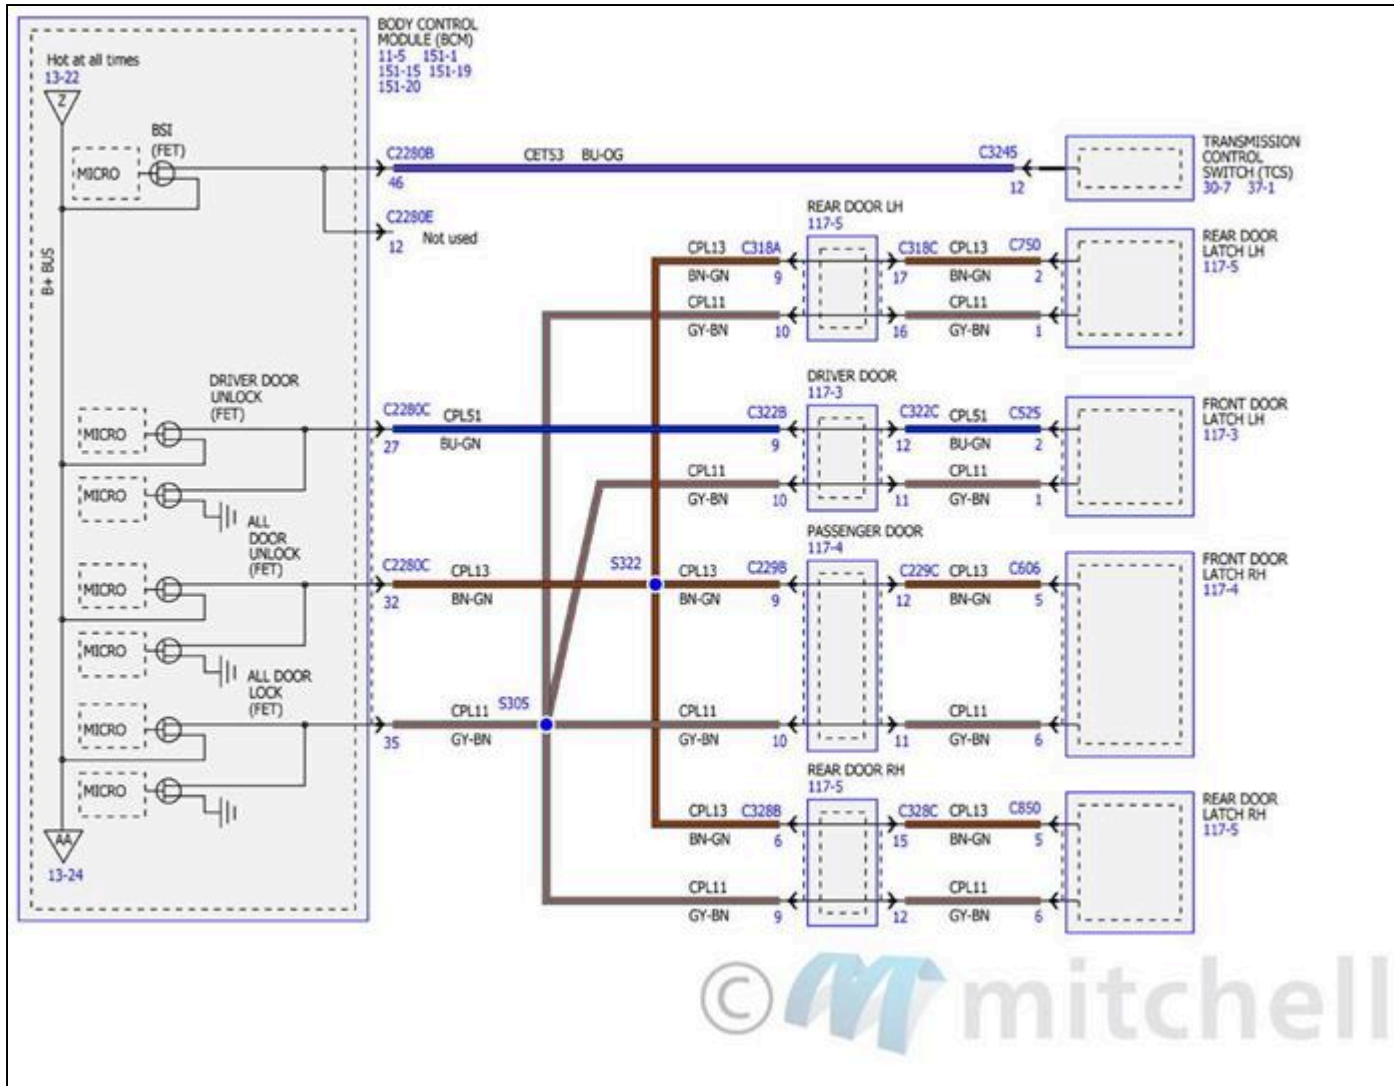 BODY CONTROL
MODULE (BCM)
11-5 151-1
151-15 151-19
151-20
Hot at all times
13-22
Z
BSI
(FET)
MICRO
B+ BUS
C2280B
46
CET53 BU-OG
C3245
12
TRANSMISSION
CONTROL
SWITCH (TCS)
30-7 37-1
C2280E
12
Not used
REAR DOOR LH
117-5
CPL13 C318A
BN-GN 9
C318C CPL13 C750
17 BN-GN 2
CPL11
GY-BN 10
CPL11
16 GY-BN 1
REAR DOOR
LATCH LH
117-5
DRIVER DOOR
UNLOCK
(FET)
MICRO
MICRO
C2280C CPL51
27 BU-GN
C322B
9
DRIVER DOOR
117-3
C322C CPL51 C525
12 BU-GN 2
CPL11
GY-BN 10
CPL11
11 GY-BN 1
FRONT DOOR
LATCH LH
117-3
ALL
DOOR
UNLOCK
(FET)
MICRO
MICRO
C2280C CPL13
32 BN-GN
S322
CPL13 C229B
BN-GN 9
PASSENGER DOOR
117-4
C229C CPL13 C606
12 BN-GN 5
FRONT DOOR
LATCH RH
117-4
ALL DOOR
LOCK
(FET)
MICRO
MICRO
CPL11
35 GY-BN
S305
CPL11
GY-BN 10
CPL11
11 GY-BN 6
REAR DOOR RH
117-5
CPL13 C328B
BN-GN 6
C328C CPL13 C850
15 BN-GN 5
CPL11
GY-BN 9
CPL11
12 GY-BN 6
REAR DOOR
LATCH RH
117-5
AA
13-24
© mitchell